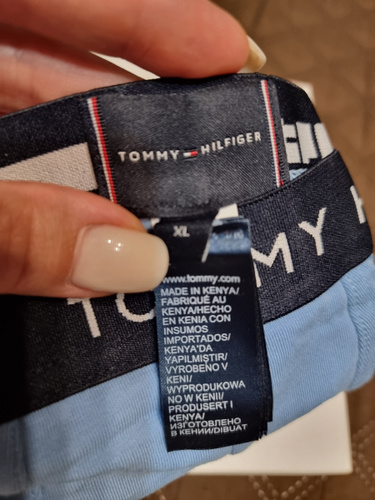 TOMMY HILFIGER
XL
TOMMY H
www.tommy.com
MADE IN KENYA/
FABRIQUÉ AU
KENYA/HECHO
EN KENIA CON
INSUMOS
IMPORTADOS/
KENYA'DA
YAPILMIŞTIR/
VYROBENO V
KENI/
WYPRODUKOWA
NO W KENII/
PRODUSERT I
KENYA/
ИЗГОТОВЛЕНО
В КЕНИИ/DIBUAT